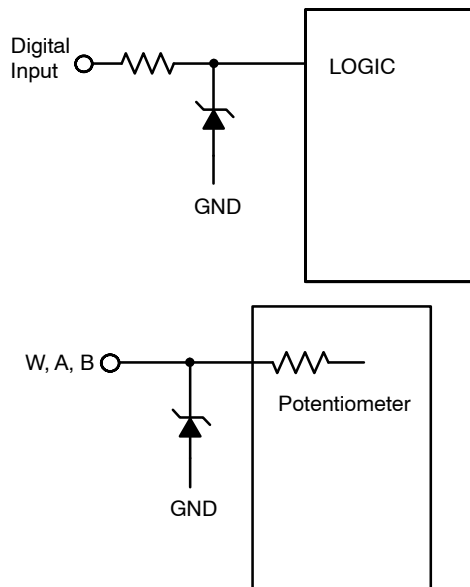 Digital
Input
LOGIC
GND
W, A, B
Potentiometer
GND